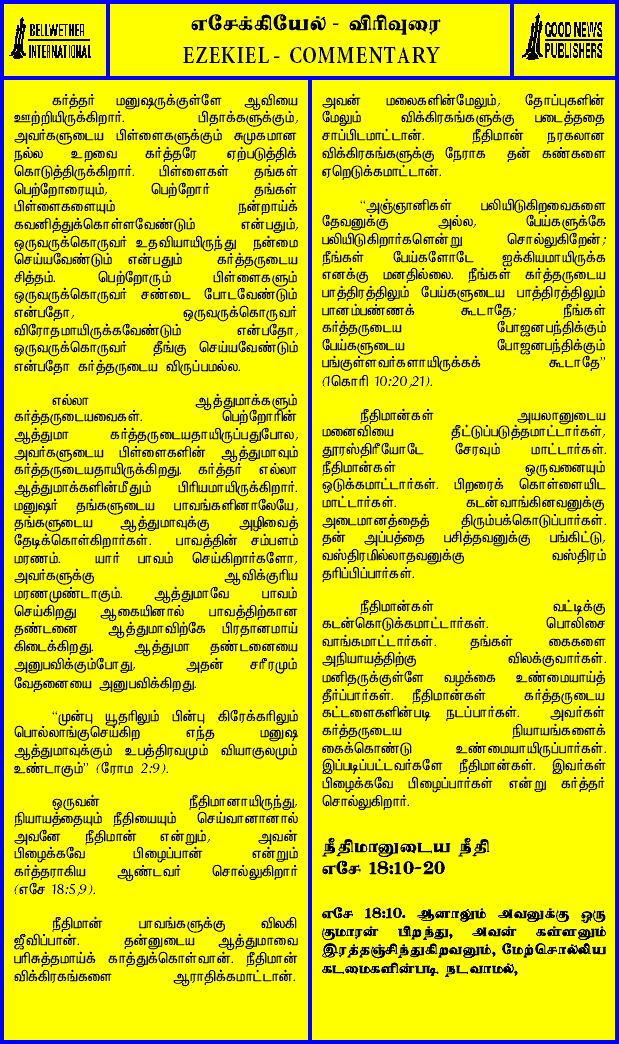 BELLWETHER
INTERNATIONAL
எசேக்கியேல் - விரிவுரை
EZEKIEL - COMMENTARY
GOOD NEWS
PUBLISHERS
கர்த்தர் மனுஷருக்குள்ளே ஆவியை
ஊற்றியிருக்கிறார். பிதாக்களுக்கும்,
அவர்களுடைய பிள்ளைகளுக்கும் சுமுகமான
நல்ல உறவை கர்த்தரே ஏற்படுத்திக்
கொடுத்திருக்கிறார். பிள்ளைகள் தங்கள்
பெற்றோரையும், பெற்றோர் தங்கள்
பிள்ளைகளையும் நன்றாய்க்
கவனித்துக்கொள்ளவேண்டும் என்பதும்,
ஒருவருக்கொருவர் உதவியாயிருந்து நன்மை
செய்யவேண்டும் என்பதும் கர்த்தருடைய
சித்தம். பெற்றோரும் பிள்ளைகளும்
ஒருவருக்கொருவர் சண்டை போடவேண்டும்
என்பதோ, ஒருவருக்கொருவர்
விரோதமாயிருக்கவேண்டும் என்பதோ,
ஒருவருக்கொருவர் தீங்கு செய்யவேண்டும்
என்பதோ கர்த்தருடைய விருப்பமல்ல.
எல்லா ஆத்துமாக்களும்
கர்த்தருடையவைகள். பெற்றோரின்
ஆத்துமா கர்த்தருடையதாயிருப்பதுபோல,
அவர்களுடைய பிள்ளைகளின் ஆத்துமாவும்
கர்த்தருடையதாயிருக்கிறது. கர்த்தர் எல்லா
ஆத்துமாக்களின்மீதும் பிரியமாயிருக்கிறார்.
மனுஷர் தங்களுடைய பாவங்களினாலேயே,
தங்களுடைய ஆத்துமாவுக்கு அழிவைத்
தேடிக்கொள்கிறார்கள். பாவத்தின் சம்பளம்
மரணம். யார் பாவம் செய்கிறார்களோ,
அவர்களுக்கு ஆவிக்குரிய
மரணமுண்டாகும். ஆத்துமாவே பாவம்
செய்கிறது ஆகையினால் பாவத்திற்கான
தண்டனை ஆத்துமாவிற்கே பிரதானமாய்
கிடைக்கிறது. ஆத்துமா தண்டனையை
அனுபவிக்கும்போது, அதன் சரீரமும்
வேதனையை அனுபவிக்கிறது.
“முன்பு யூதரிலும் பின்பு கிரேக்கரிலும்
பொல்லாங்குசெய்கிற எந்த மனுஷ
ஆத்துமாவுக்கும் உபத்திரவமும் வியாகுலமும்
உண்டாகும்” (ரோம 2:9).
ஒருவன் நீதிமானாயிருந்து,
நியாயத்தையும் நீதியையும் செய்வானானால்
அவனே நீதிமான் என்றும், அவன்
பிழைக்கவே பிழைப்பான் என்றும்
கர்த்தராகிய ஆண்டவர் சொல்லுகிறார்
(எசே 18:5,9).
நீதிமான் பாவங்களுக்கு விலகி
ஜீவிப்பான். தன்னுடைய ஆத்துமாவை
பரிசுத்தமாய்க் காத்துக்கொள்வான். நீதிமான்
விக்கிரகங்களை ஆராதிக்கமாட்டான்.
அவன் மலைகளின்மேலும், தோப்புகளின்
மேலும் விக்கிரகங்களுக்கு படைத்ததை
சாப்பிடமாட்டான். நீதிமான் நரகலான
விக்கிரகங்களுக்கு நேராக தன் கண்களை
ஏறெடுக்கமாட்டான்.
“அஞ்ஞானிகள் பலியிடுகிறவைகளை
தேவனுக்கு அல்ல, பேய்களுக்கே
பலியிடுகிறார்களென்று சொல்லுகிறேன்;
நீங்கள் பேய்களோடே ஐக்கியமாயிருக்க
எனக்கு மனதில்லை. நீங்கள் கர்த்தருடைய
பாத்திரத்திலும் பேய்களுடைய பாத்திரத்திலும்
பானம்பண்ணக் கூடாதே; நீங்கள்
கர்த்தருடைய போஜனபந்திக்கும்
பேய்களுடைய போஜனபந்திக்கும்
பங்குள்ளவர்களாயிருக்கக் கூடாதே”
(1கொரி 10:20,21).
நீதிமான்கள் அயலானுடைய
மனைவியை தீட்டுப்படுத்தமாட்டார்கள்,
தூரஸ்திரீயோடே சேரவும் மாட்டார்கள்.
நீதிமான்கள் ஒருவனையும்
ஒடுக்கமாட்டார்கள். பிறரைக் கொள்ளையிட
மாட்டார்கள். கடன்வாங்கினவனுக்கு
அடைமானத்தைத் திரும்பக்கொடுப்பார்கள்.
தன் அப்பத்தை பசித்தவனுக்கு பங்கிட்டு,
வஸ்திரமில்லாதவனுக்கு வஸ்திரம்
தரிப்பிப்பார்கள்.
நீதிமான்கள் வட்டிக்கு
கடன்கொடுக்கமாட்டார்கள். பொலிசை
வாங்கமாட்டார்கள். தங்கள் கைகளை
அநியாயத்திற்கு விலக்குவார்கள்.
மனிதருக்குள்ளே வழக்கை உண்மையாய்த்
தீர்ப்பார்கள். நீதிமான்கள் கர்த்தருடைய
கட்டளைகளின்படி நடப்பார்கள். அவர்கள்
கர்த்தருடைய நியாயங்களைக்
கைக்கொண்டு உண்மையாயிருப்பார்கள்.
இப்படிப்பட்டவர்களே நீதிமான்கள். இவர்கள்
பிழைக்கவே பிழைப்பார்கள் என்று கர்த்தர்
சொல்லுகிறார்.
நீதிமானுடைய நீதி
எசே 18:10-20
எசே 18:10. ஆனாலும் அவனுக்கு ஒரு
குமாரன் பிறந்து, அவன் கள்ளனும்
இரத்தஞ்சிந்துகிறவனும், மேற்சொல்லிய
கடமைகளின்படி நடவாமல்,